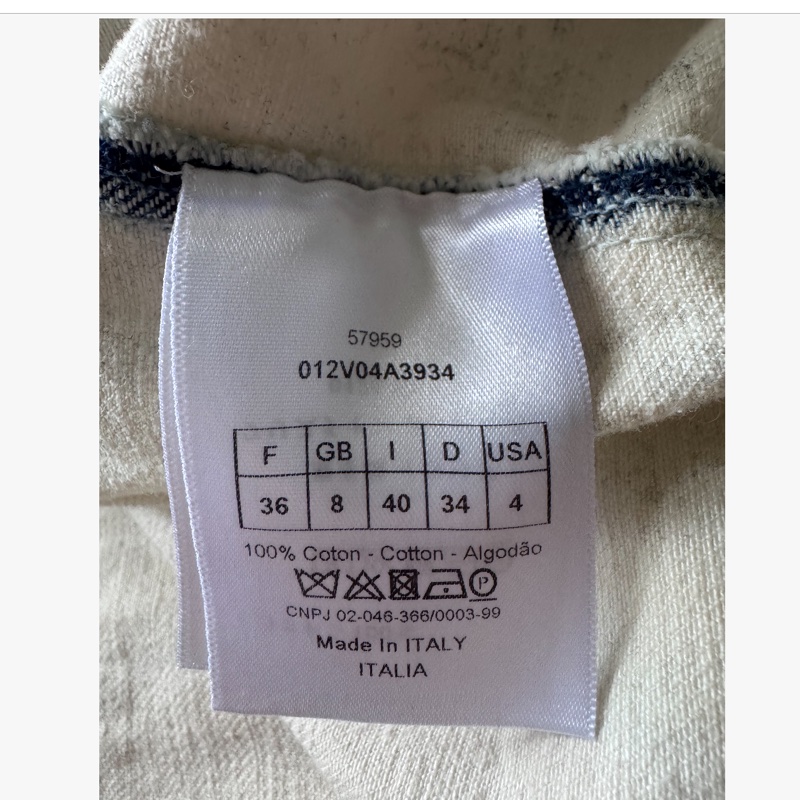 57959
012V04A3934
F GB I D USA
36 8 40 34 4
100% Coton - Cotton - Algodão
P
CNPJ 02-046-366/0003-99
Made In ITALY
ITALIA